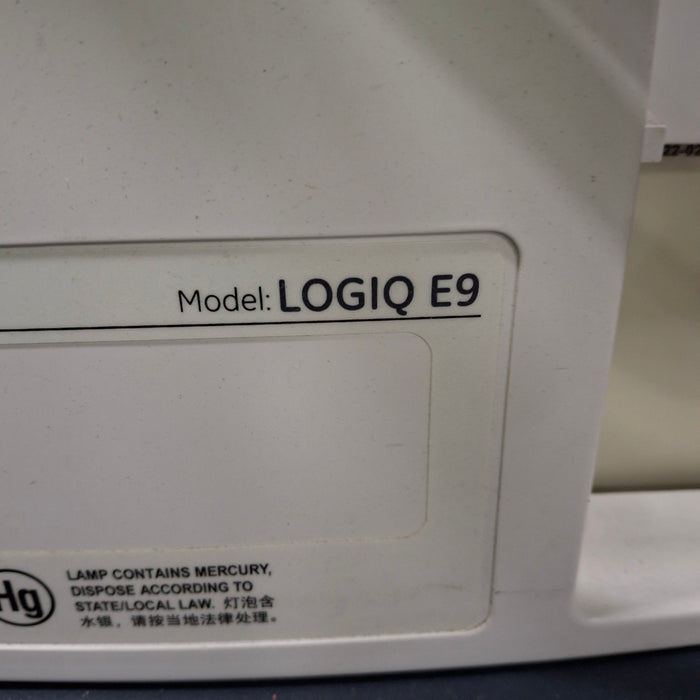 Model: LOGIQ E9
Hg
LAMP CONTAINS MERCURY,
DISPOSE ACCORDING TO
STATE/LOCAL LAW. 灯泡含
水银，请按当地法律处理。